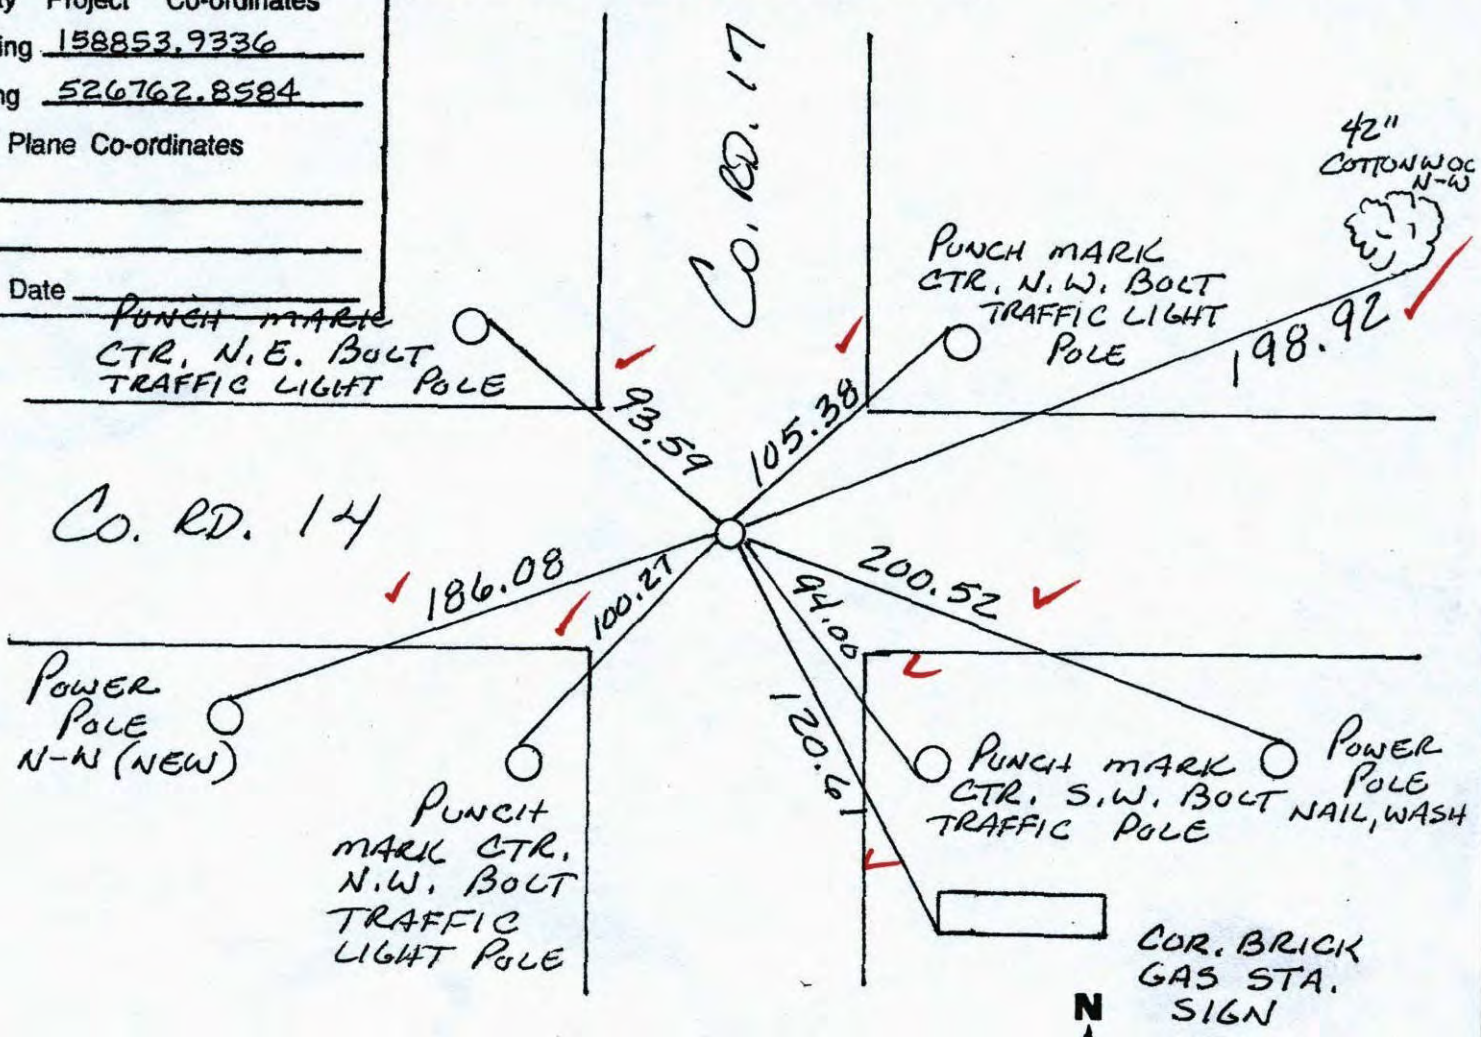 Project Co-ordinates
158853.9336
526762.8584
Plane Co-ordinates
Date
PUNCH MARK
CTR. N.E. BOLT
TRAFFIC LIGHT POLE
CO. RD. 17
PUNCH MARK
CTR. N.W. BOLT
TRAFFIC LIGHT
POLE
42"
N-W
198.92
93.59
105.38
CO. RD. 14
186.08
100.27
200.52
94.00
120.61
POWER
POLE
N-W (NEW)
PUNCH
MARK CTR.
N.W. BOLT
TRAFFIC
LIGHT POLE
PUNCH MARK
CTR. S.W. BOLT
TRAFFIC POLE
POWER
POLE
NAIL, WASH
COR. BRICK
GAS STA.
SIGN
N